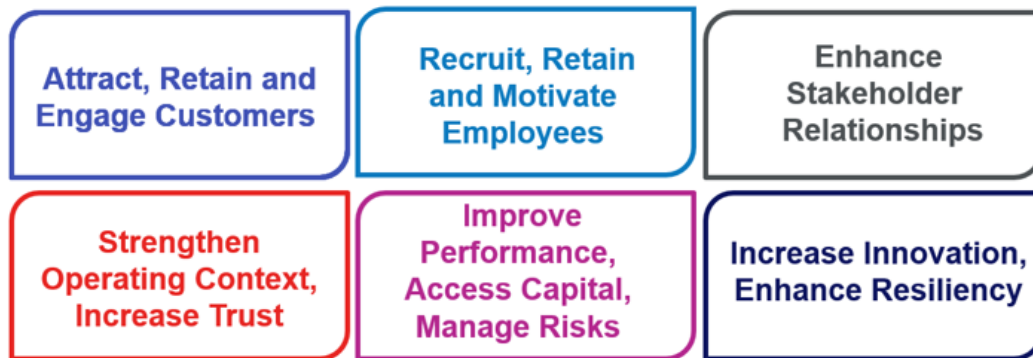 Attract, Retain and
Engage Customers
Recruit, Retain
and Motivate
Employees
Enhance
Stakeholder
Relationships
Strengthen
Operating Context,
Increase Trust
Improve
Performance,
Access Capital,
Manage Risks
Increase Innovation,
Enhance Resiliency